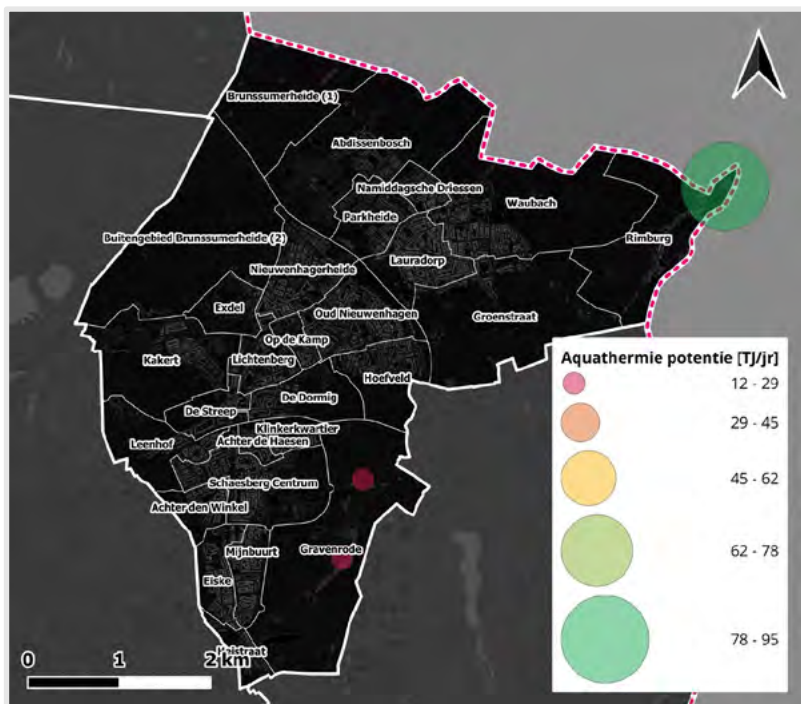 Brunssumerheide (1)
Abdissenbosch
Namiddagsche Driessen
Waubach
Parkheide
Buitengebied Brunssumerheide (2)
Rimburg
Lauradorp
Nieuwenhagerheide
Exdel
Oud Nieuwenhagen
Groenstraat
Op de Kamp
Kakert
Lichtenberg
Hoefveld
De Dormig
De Streep
Klinkerkwartier
Leenhof
Achter de Haesen
Schaesberg Centrum
Achter den Winkel
Mijnbuurt
Gravenrode
Eiske
0 1 2 km
Aquathermie potentie [TJ/jr]
12 - 29
29 - 45
45 - 62
62 - 78
78 - 95